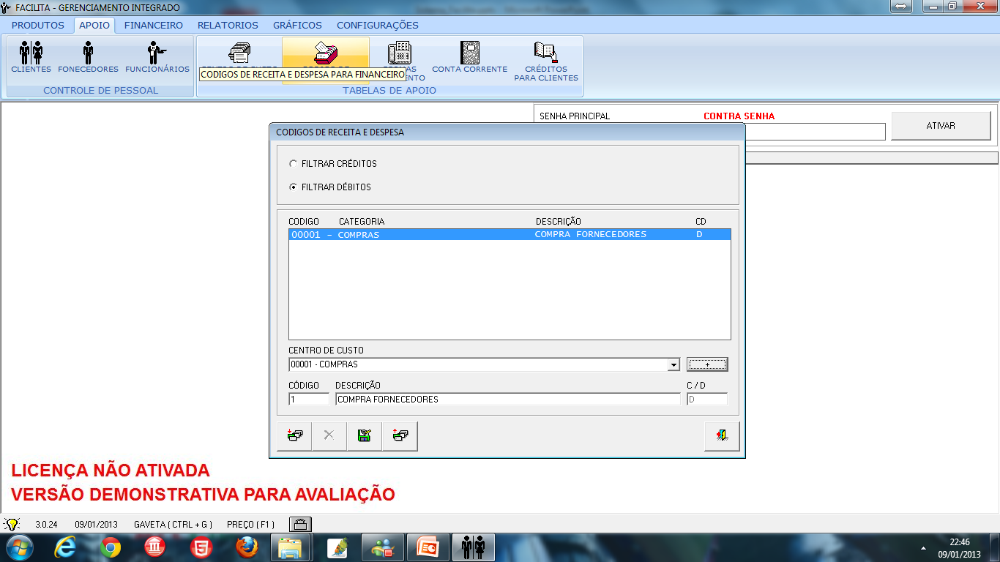 FACILITA - GERENCIAMENTO INTEGRADO
PRODUTOS APOIO FINANCEIRO RELATORIOS GRÁFICOS CONFIGURAÇÕES
CLIENTES FONECEDORES FUNCIONÁRIOS
CONTA CORRENTE
CRÉDITOS
PARA CLIENTES
CODIGOS DE RECEITA E DESPESA PARA FINANCEIRO
CONTROLE DE PESSOAL
TABELAS DE APOIO
SENHA PRINCIPAL CONTRA SENHA
ATIVAR
CODIGOS DE RECEITA E DESPESA
FILTRAR CRÉDITOS
FILTRAR DÉBITOS
CODIGO CATEGORIA DESCRIÇÃO CD
00001 - COMPRAS COMPRA FORNECEDORES D
CENTRO DE CUSTO
00001 - COMPRAS +
CÓDIGO DESCRIÇÃO C / D
1 COMPRA FORNECEDORES D
LICENÇA NÃO ATIVADA
VERSÃO DEMONSTRATIVA PARA AVALIAÇÃO
3.0.24 09/01/2013 GAVETA ( CTRL + G ) PREÇO ( F1 )
22:46
09/01/2013